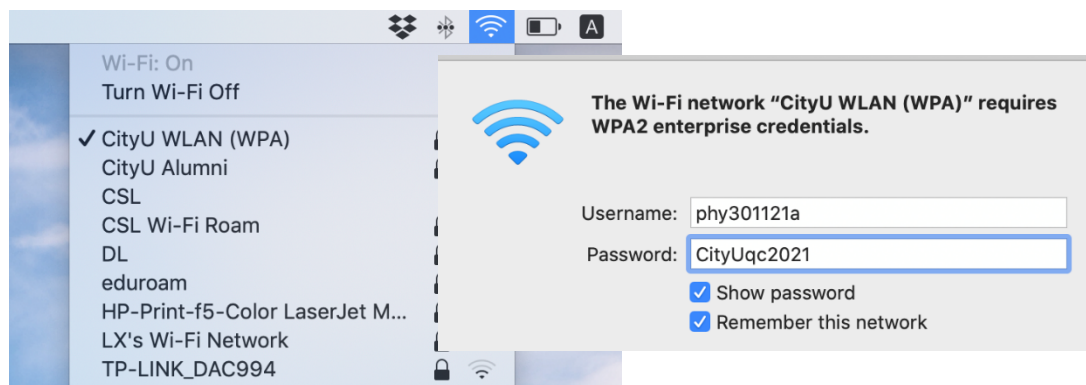 A
Wi-Fi: On
Turn Wi-Fi Off
CityU WLAN (WPA)
CityU Alumni
CSL
CSL Wi-Fi Roam
DL
eduroam
HP-Print-f5-Color LaserJet M...
LX's Wi-Fi Network
TP-LINK_DAC994
The Wi-Fi network “CityU WLAN (WPA)” requires
WPA2 enterprise credentials.
Username: phy301121a
Password: CityUqc2021
Show password
Remember this network